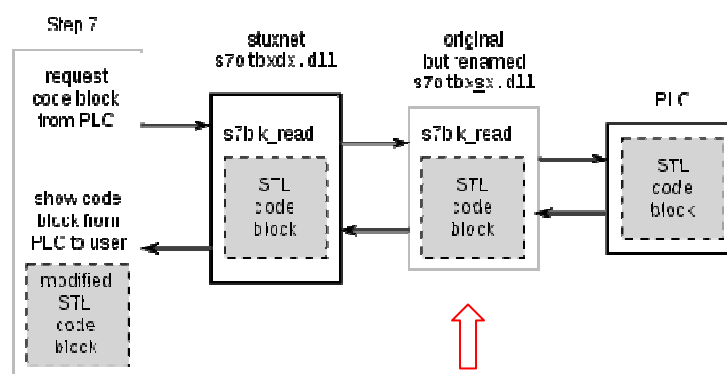 Step 7
request
code block
from PLC
show code
block from
PLC to user
modified
STL
code
block
stuxnet
s7otbxdx.dll
s7blk_read
STL
code
block
original
but renamed
s7otbxsx.dll
s7blk_read
STL
code
block
PLC
STL
code
block